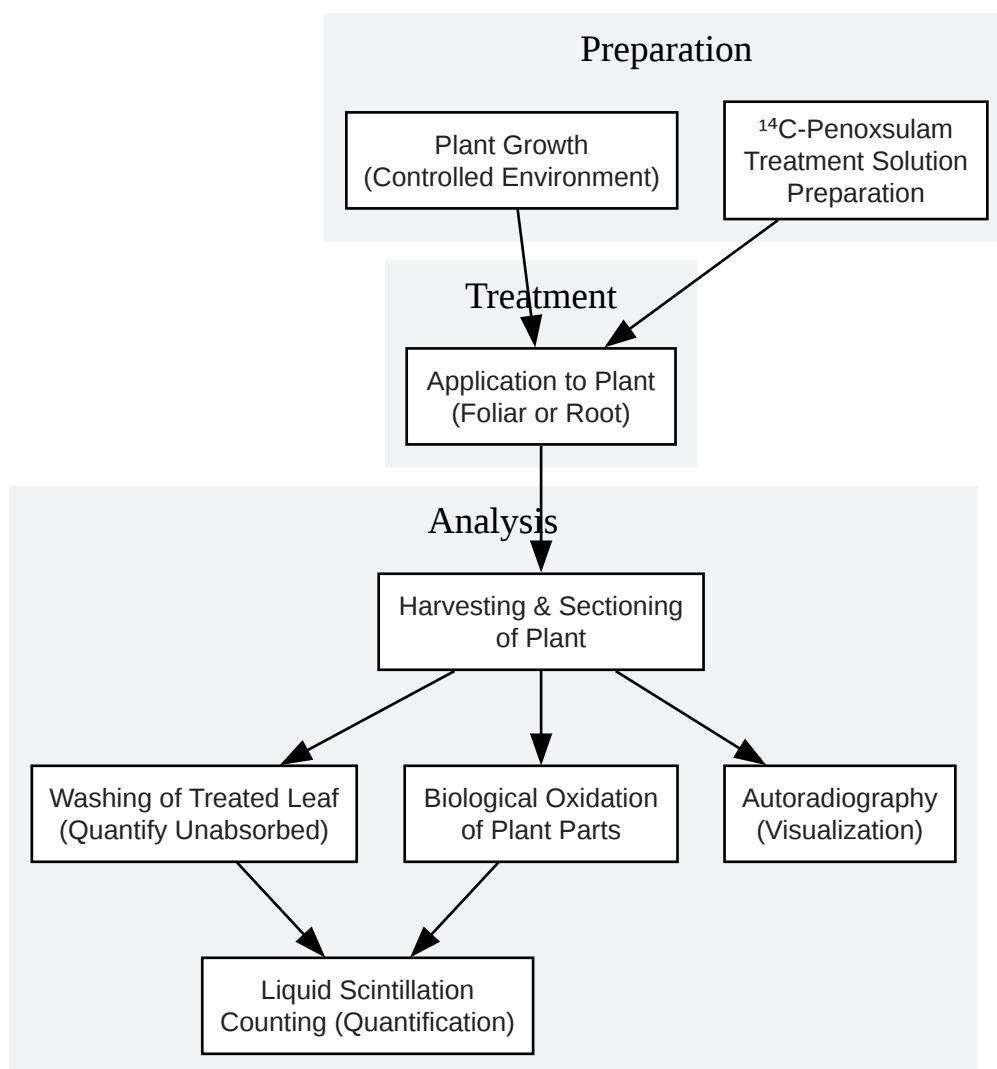 Preparation
Plant Growth
(Controlled Environment)
¹⁴C-Penoxsulam
Treatment Solution
Preparation
Treatment
Application to Plant
(Foliar or Root)
Analysis
Harvesting & Sectioning
of Plant
Washing of Treated Leaf
(Quantify Unabsorbed)
Biological Oxidation
of Plant Parts
Autoradiography
(Visualization)
Liquid Scintillation
Counting (Quantification)